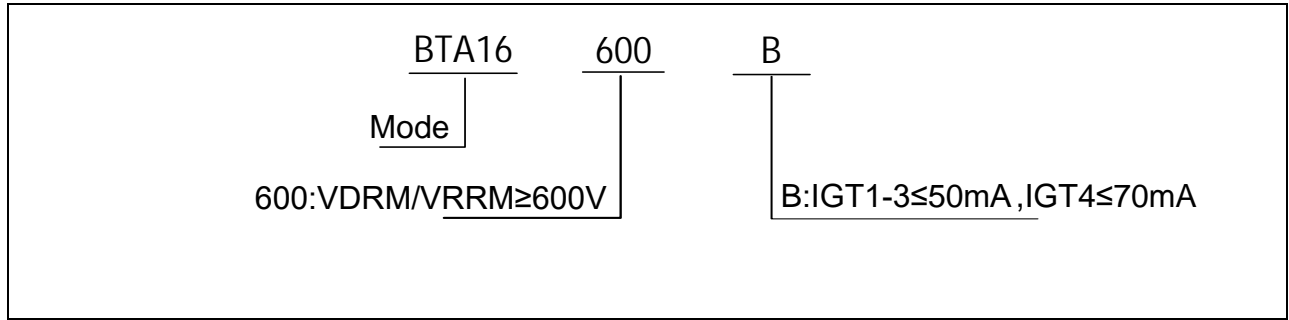 BTA16 600 B
Mode
600:VDRM/VRRM≥600V B:IGT1-3≤50mA ,IGT4≤70mA